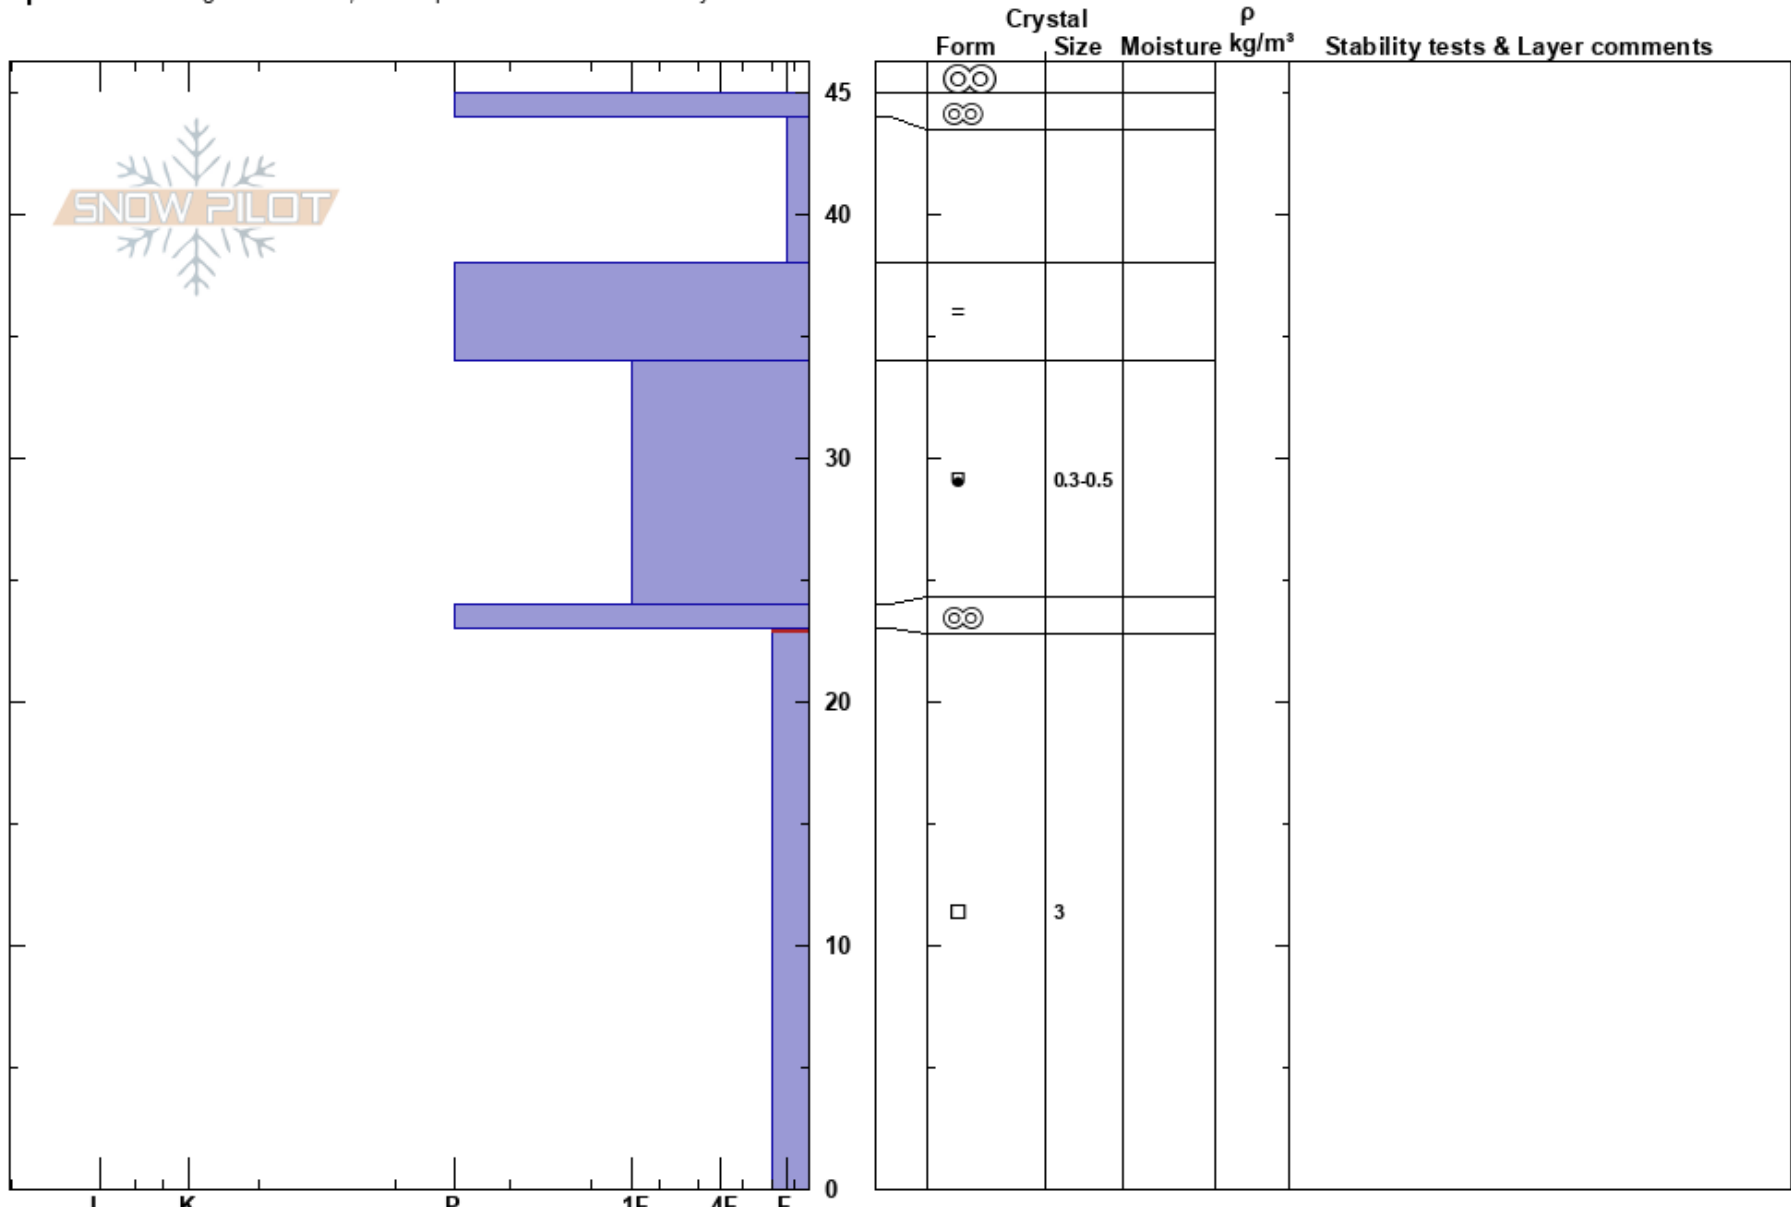 Crystal
ρ
Form Size Moisture kg/m³ Stability tests & Layer comments
45
SNOW PILOT
40
=
30
0.3-0.5
20
3
10
0
I K P 1F 4F F